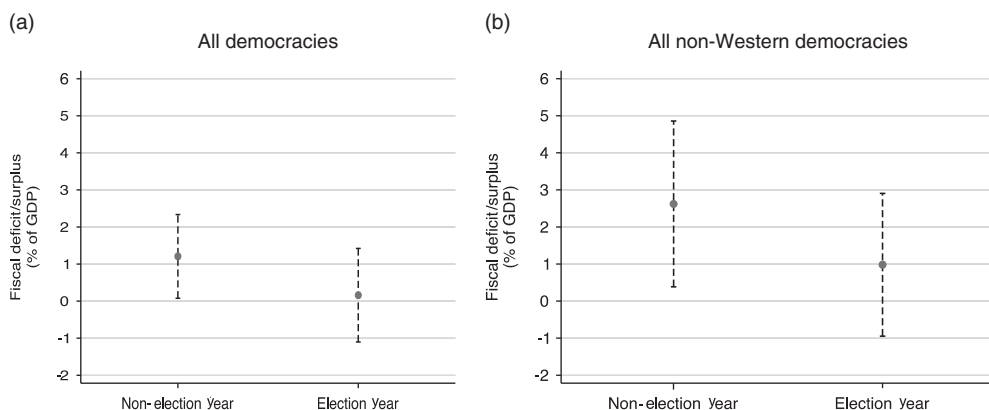 (a)
All democracies
Fiscal deficit/surplus
(% of GDP)
6
5
4
3
2
1
0
-1
-2
Non-election year
Election year
(b)
All non-Western democracies
Fiscal deficit/surplus
(% of GDP)
6
5
4
3
2
1
0
-1
-2
Non-election year
Election year